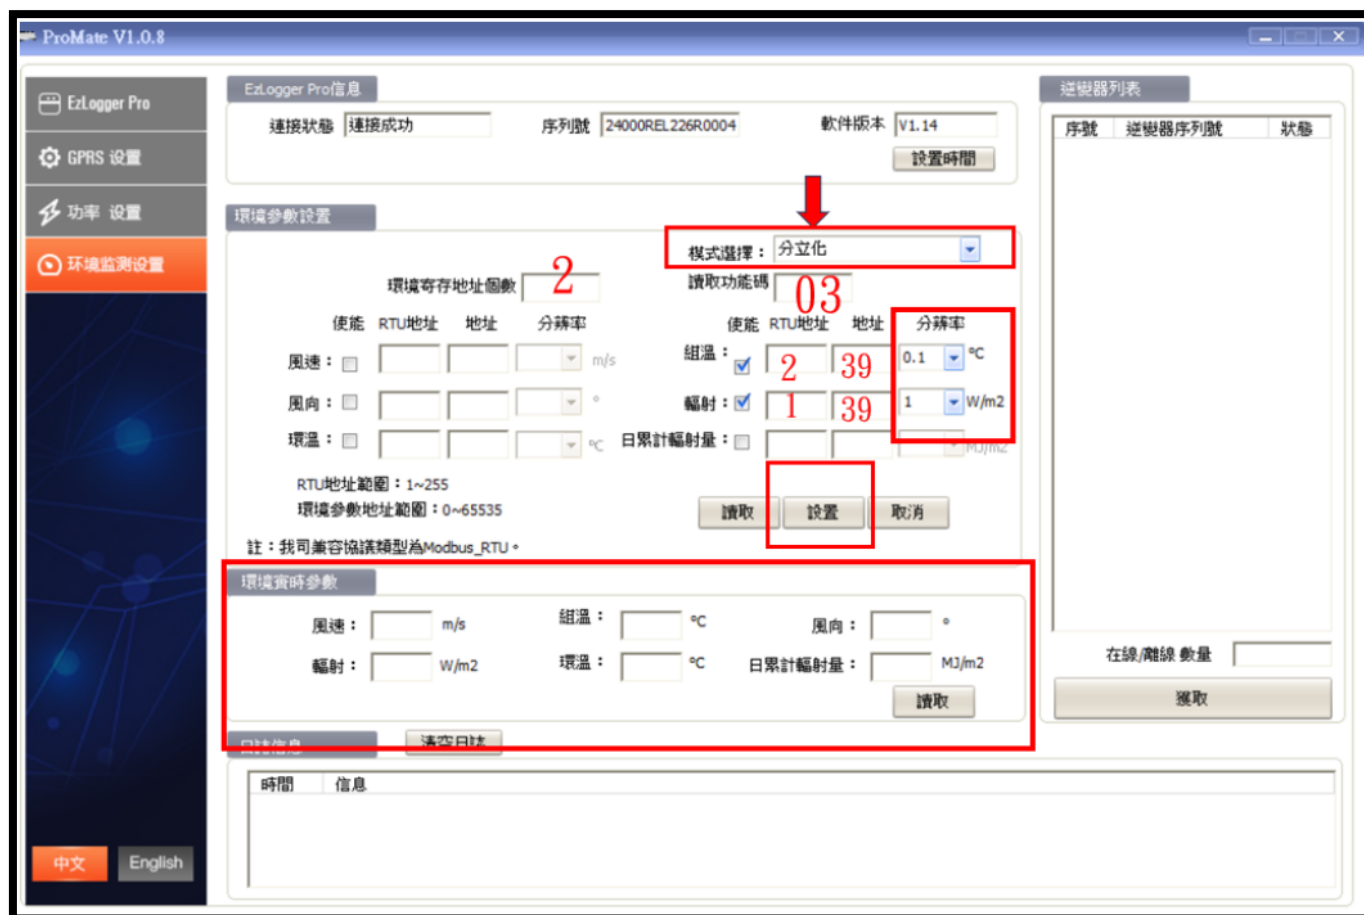 ProMate V1.0.8
EzLogger Pro
GPRS 设置
功率 设置
环境监测设置
中文 English
EzLogger Pro信息
連接狀態 連接成功 序列號 24000REL226R0004 軟件版本 V1.14
設置時間
環境參數設置
模式選擇： 分立化
環境寄存地址個數 2 讀取功能碼 03
使能 RTU地址 地址 分辨率 使能 RTU地址 地址 分辨率
風速： m/s 組溫： 2 39 0.1 ℃
風向： ° 輻射： 1 39 1 W/m2
環溫： ℃ 日累計輻射量： MJ/m2
RTU地址範圍：1~255
環境參數地址範圍：0~65535
讀取 設置 取消
註：我司兼容協議類型為Modbus_RTU。
環境實時參數
風速： m/s 組溫： ℃ 風向： °
輻射： W/m2 環溫： ℃ 日累計輻射量： MJ/m2
讀取
日誌信息 清空日誌
時間 信息
逆變器列表
序號 逆變器序列號 狀態
在線/離線 數量
獲取